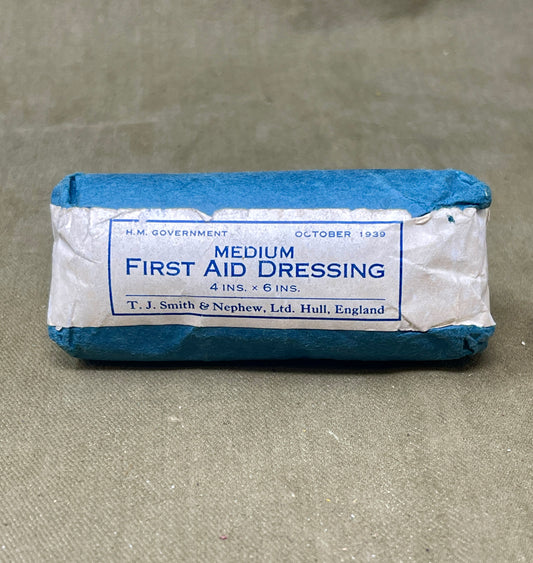 H.M. GOVERNMENT OCTOBER 1939
MEDIUM
FIRST AID DRESSING
4 INS. × 6 INS.
T. J. Smith & Nephew, Ltd. Hull, England